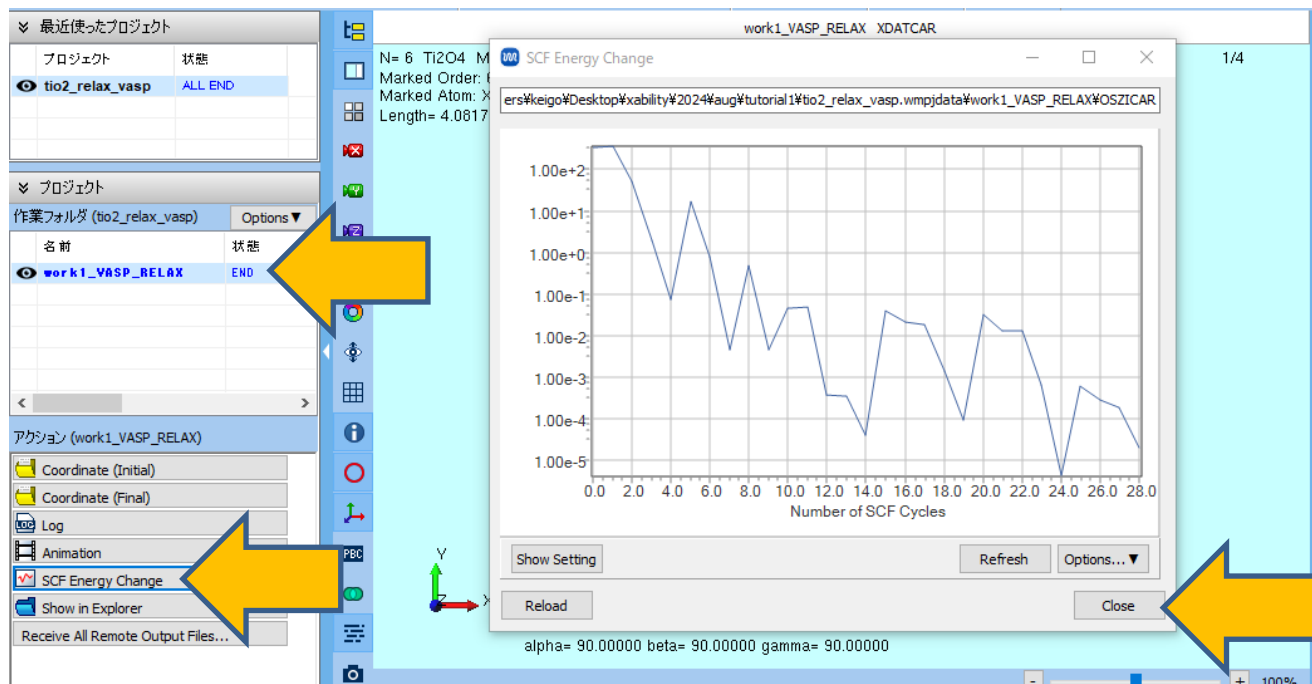 最近使ったプロジェクト
プロジェクト 状態
tio2_relax_vasp ALL END
プロジェクト
作業フォルダ (tio2_relax_vasp) Options▼
名前 状態
work1_VASP_RELAX END
アクション (work1_VASP_RELAX)
Coordinate (Initial)
Coordinate (Final)
LOG Log
Animation
SCF Energy Change
Show in Explorer
Receive All Remote Output Files...
X
Y
Z
PBC
work1_VASP_RELAX XDATCAR
N= 6 Ti2O4 M
Marked Order: 6
Marked Atom: X
Length= 4.0817
1/4
SCF Energy Change
ers¥keigo¥Desktop¥xability¥2024¥aug¥tutorial1¥tio2_relax_vasp.wmpjdata¥work1_VASP_RELAX¥OSZICAR
1.00e+2
1.00e+1
1.00e+0
1.00e-1
1.00e-2
1.00e-3
1.00e-4
1.00e-5
0.0 2.0 4.0 6.0 8.0 10.0 12.0 14.0 16.0 18.0 20.0 22.0 24.0 26.0 28.0
Number of SCF Cycles
Show Setting Refresh Options...▼
Reload Close
Y
Z X
alpha= 90.00000 beta= 90.00000 gamma= 90.00000
- + 100%